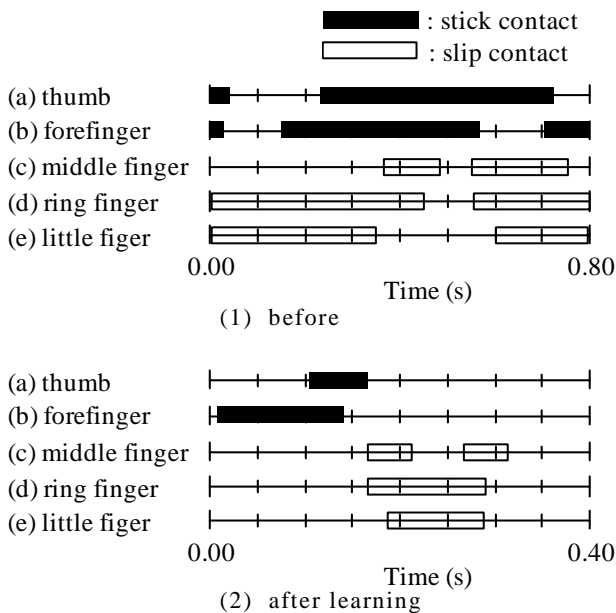 : stick contact
: slip contact
(a) thumb
(b) forefinger
(c) middle finger
(d) ring finger
(e) little figer
0.00 0.80
Time (s)
(1) before
(a) thumb
(b) forefinger
(c) middle finger
(d) ring finger
(e) little figer
0.00 0.40
Time (s)
(2) after learning